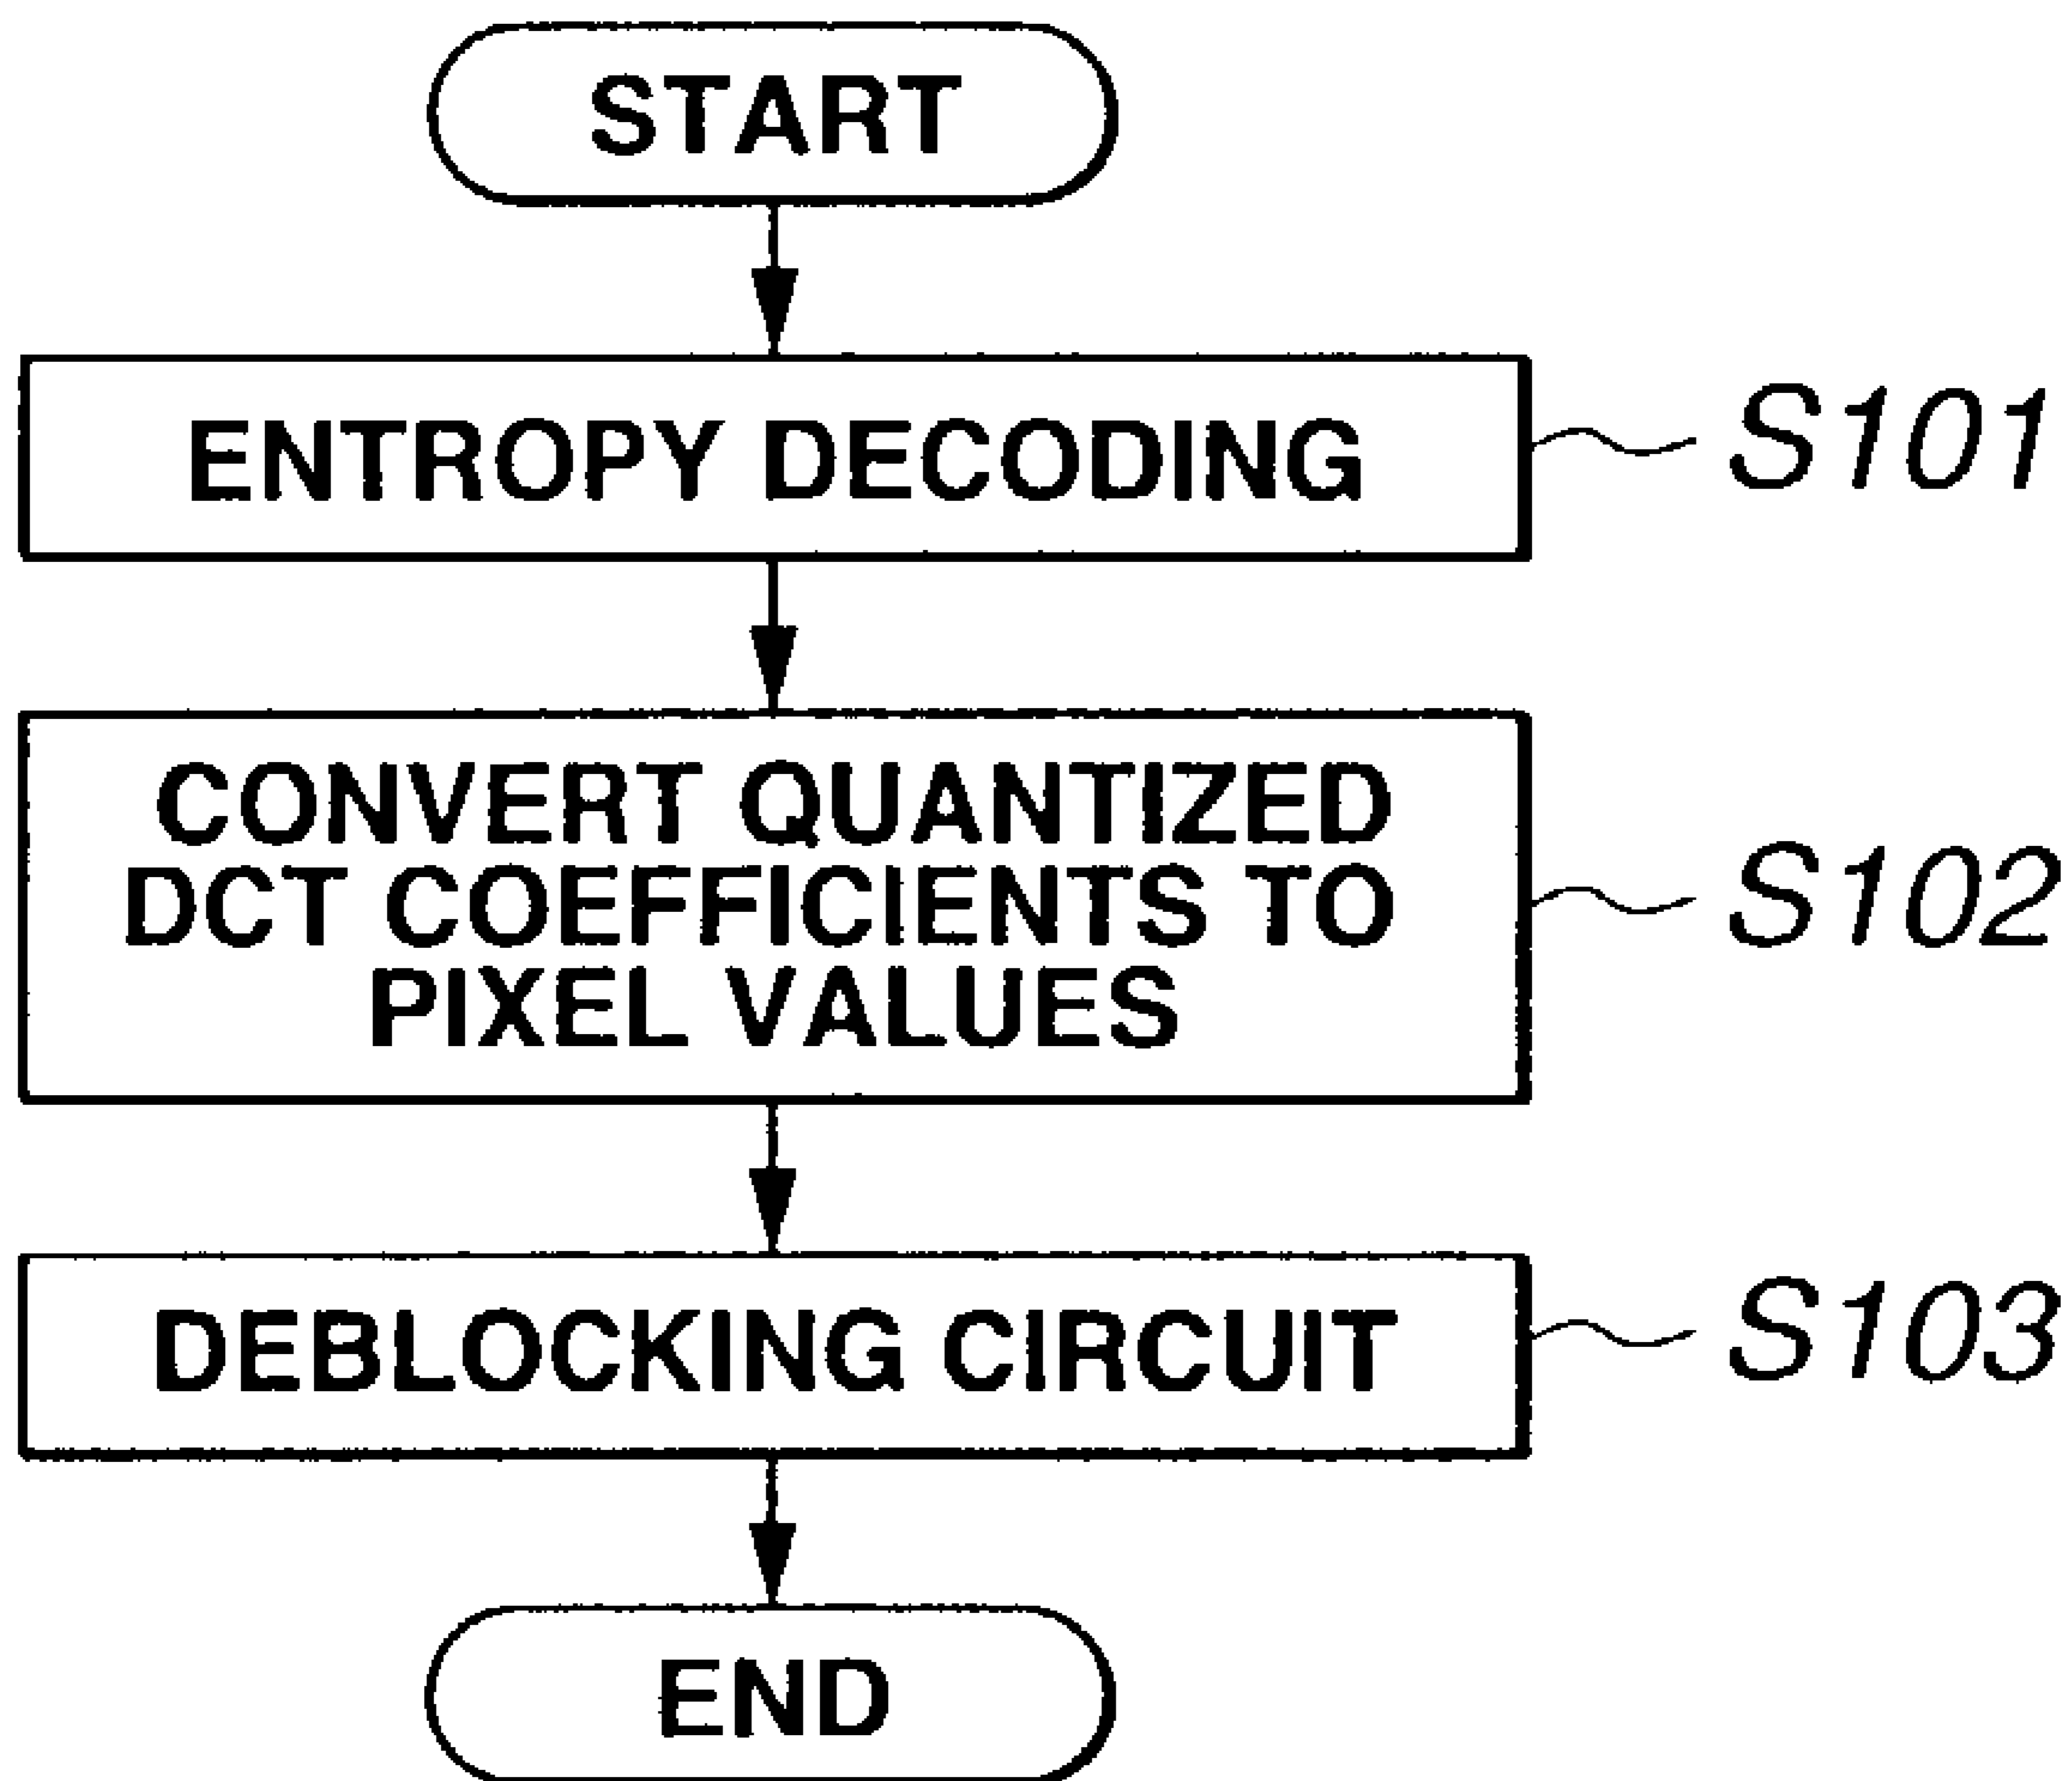 START
ENTROPY DECODING
S101
CONVERT QUANTIZED
DCT COEFFICIENTS TO
PIXEL VALUES
S102
DEBLOCKING CIRCUIT
S103
END